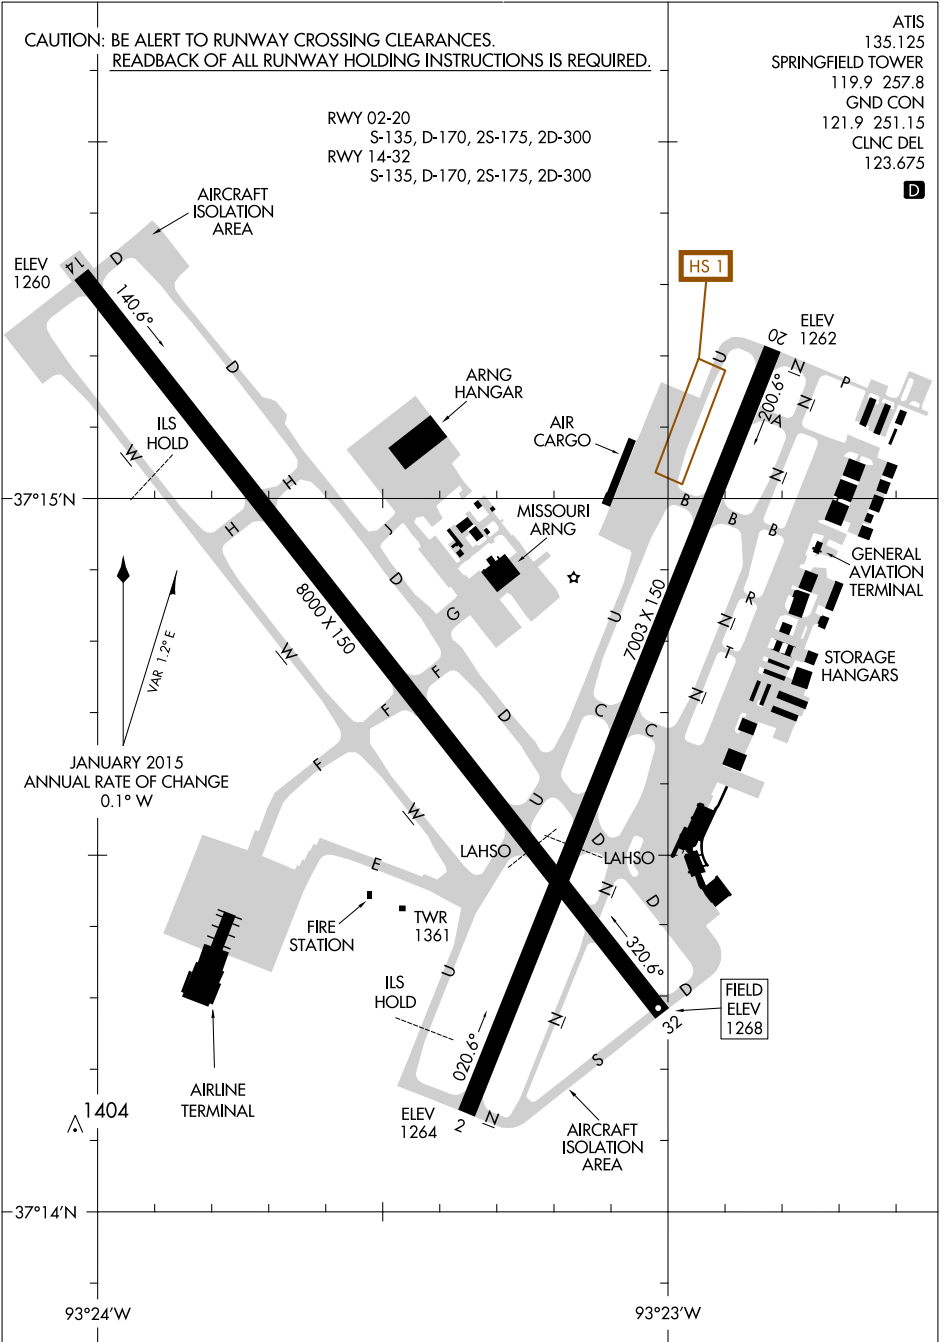 CAUTION: BE ALERT TO RUNWAY CROSSING CLEARANCES.
READBACK OF ALL RUNWAY HOLDING INSTRUCTIONS IS REQUIRED.
ATIS
135.125
SPRINGFIELD TOWER
119.9 257.8
GND CON
121.9 251.15
CLNC DEL
123.675
D
RWY 02-20
S-135, D-170, 2S-175, 2D-300
RWY 14-32
S-135, D-170, 2S-175, 2D-300
AIRCRAFT
ISOLATION
AREA
ELEV
1260
14
D
140.6°
HS 1
ELEV
1262
20
U
N
P
D
200.6°
N
A
ARNG
HANGAR
AIR
CARGO
ILS
HOLD
W
N
H
H
37°15'N
B
B
B
J
MISSOURI
ARNG
GENERAL
AVIATION
TERMINAL
D
8000 X 150
G
U
7003 X 150
R
N
T
W
VAR 1.2° E
F
F
N
STORAGE
HANGARS
D
C
C
F
JANUARY 2015
ANNUAL RATE OF CHANGE
0.1° W
W
U
D
LAHSO
LAHSO
E
N
D
FIRE
STATION
TWR
1361
320.6°
U
ILS
HOLD
D
FIELD
ELEV
1268
32
N
020.6°
S
AIRLINE
TERMINAL
1404
ELEV
1264
2
N
AIRCRAFT
ISOLATION
AREA
37°14'N
93°24'W
93°23'W